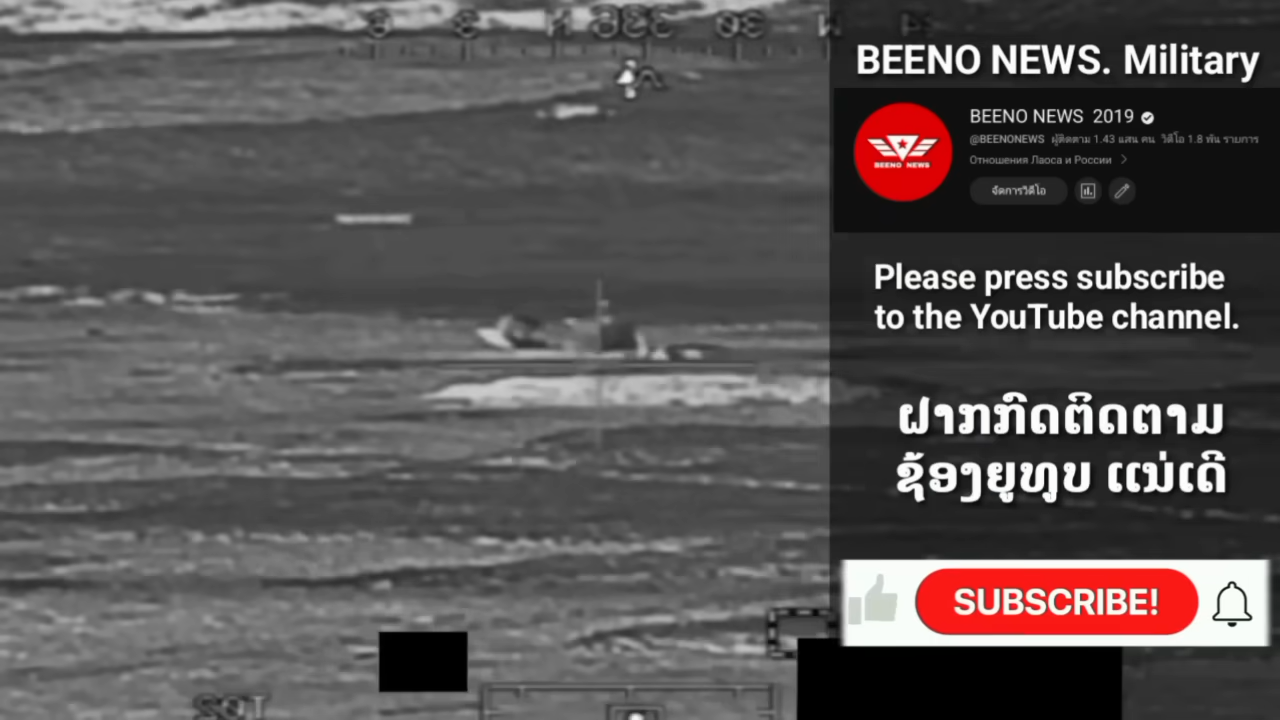 BEENO NEWS. Military
BEENO NEWS 2019
@BEENONEWS ผู้ติดตาม 1.43 แสน คน วิดีโอ 1.8 พัน รายการ
Отношения Лаоса и России
BEENO NEWS
จัดการวิดีโอ
Please press subscribe
to the YouTube channel.
ຝາກກົດຕິດຕາມ
ຊ້ອງຍູທູບ ແນ່ເດີ
SUBSCRIBE!